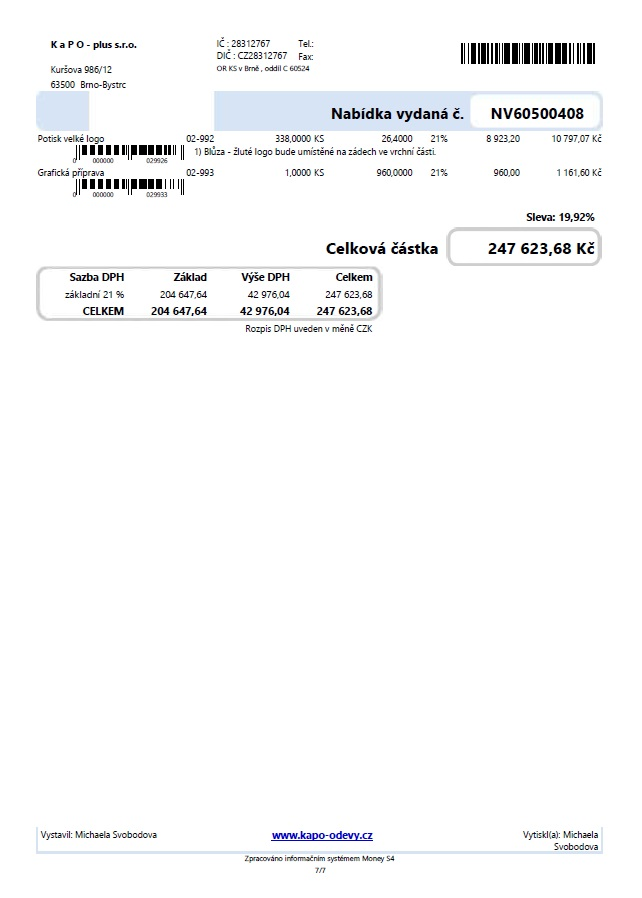 K a P O - plus s.r.o.
IČ : 28312767 Tel.:
DIČ : CZ28312767 Fax:
OR KS v Brně , oddíl C 60524
Kuršova 986/12
63500 Brno-Bystrc
Nabídka vydaná č. NV60500408
Potisk velké logo 02-992 338,0000 KS 26,4000 21% 8 923,20 10 797,07 Kč
0 000000 029926
1) Blůza - žluté logo bude umístěné na zádech ve vrchní části.
Grafická příprava 02-993 1,0000 KS 960,0000 21% 960,00 1 161,60 Kč
0 000000 029933
Sleva: 19,92%
Celková částka 247 623,68 Kč
Sazba DPH Základ Výše DPH Celkem
základní 21 % 204 647,64 42 976,04 247 623,68
CELKEM 204 647,64 42 976,04 247 623,68
Rozpis DPH uveden v měně CZK
Vystavil: Michaela Svobodova www.kapo-odevy.cz Vytiskl(a): Michaela
Svobodova
Zpracováno informačním systémem Money S4
7/7